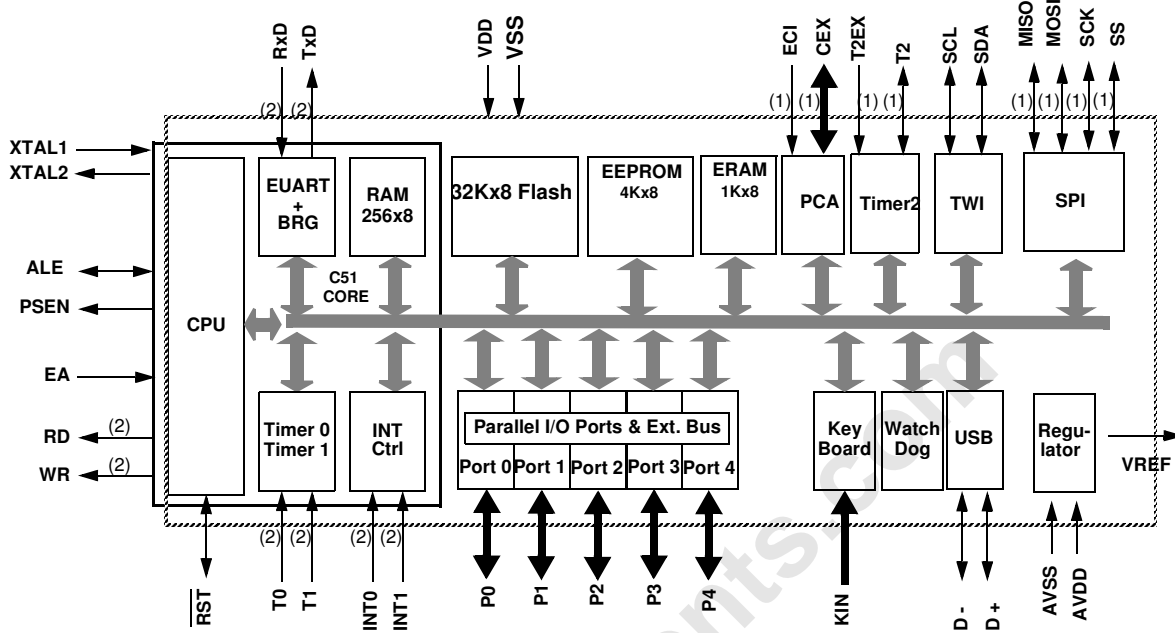 RxD TxD VDD VSS ECI CEX T2EX T2 SCL SDA MISO MOSI SCK SS
(2) (2) (1) (1) (1) (1) (1) (1) (1) (1)
XTAL1
XTAL2
ALE
PSEN
EA
RD (2)
WR (2)
CPU
EUART
+
BRG
RAM
256x8
C51
CORE
32Kx8 Flash
EEPROM
4Kx8
ERAM
1Kx8
PCA
Timer2
TWI
SPI
Timer 0
Timer 1
INT
Ctrl
Parallel I/O Ports & Ext. Bus
Port 0 Port 1 Port 2 Port 3 Port 4
Key
Board
Watch
Dog
USB
Regu-
lator
VREF
(2) (2) (2) (2)
RST T0 T1 INT0 INT1 P0 P1 P2 P3 P4 KIN D - D + AVSS AVDD
nts.com